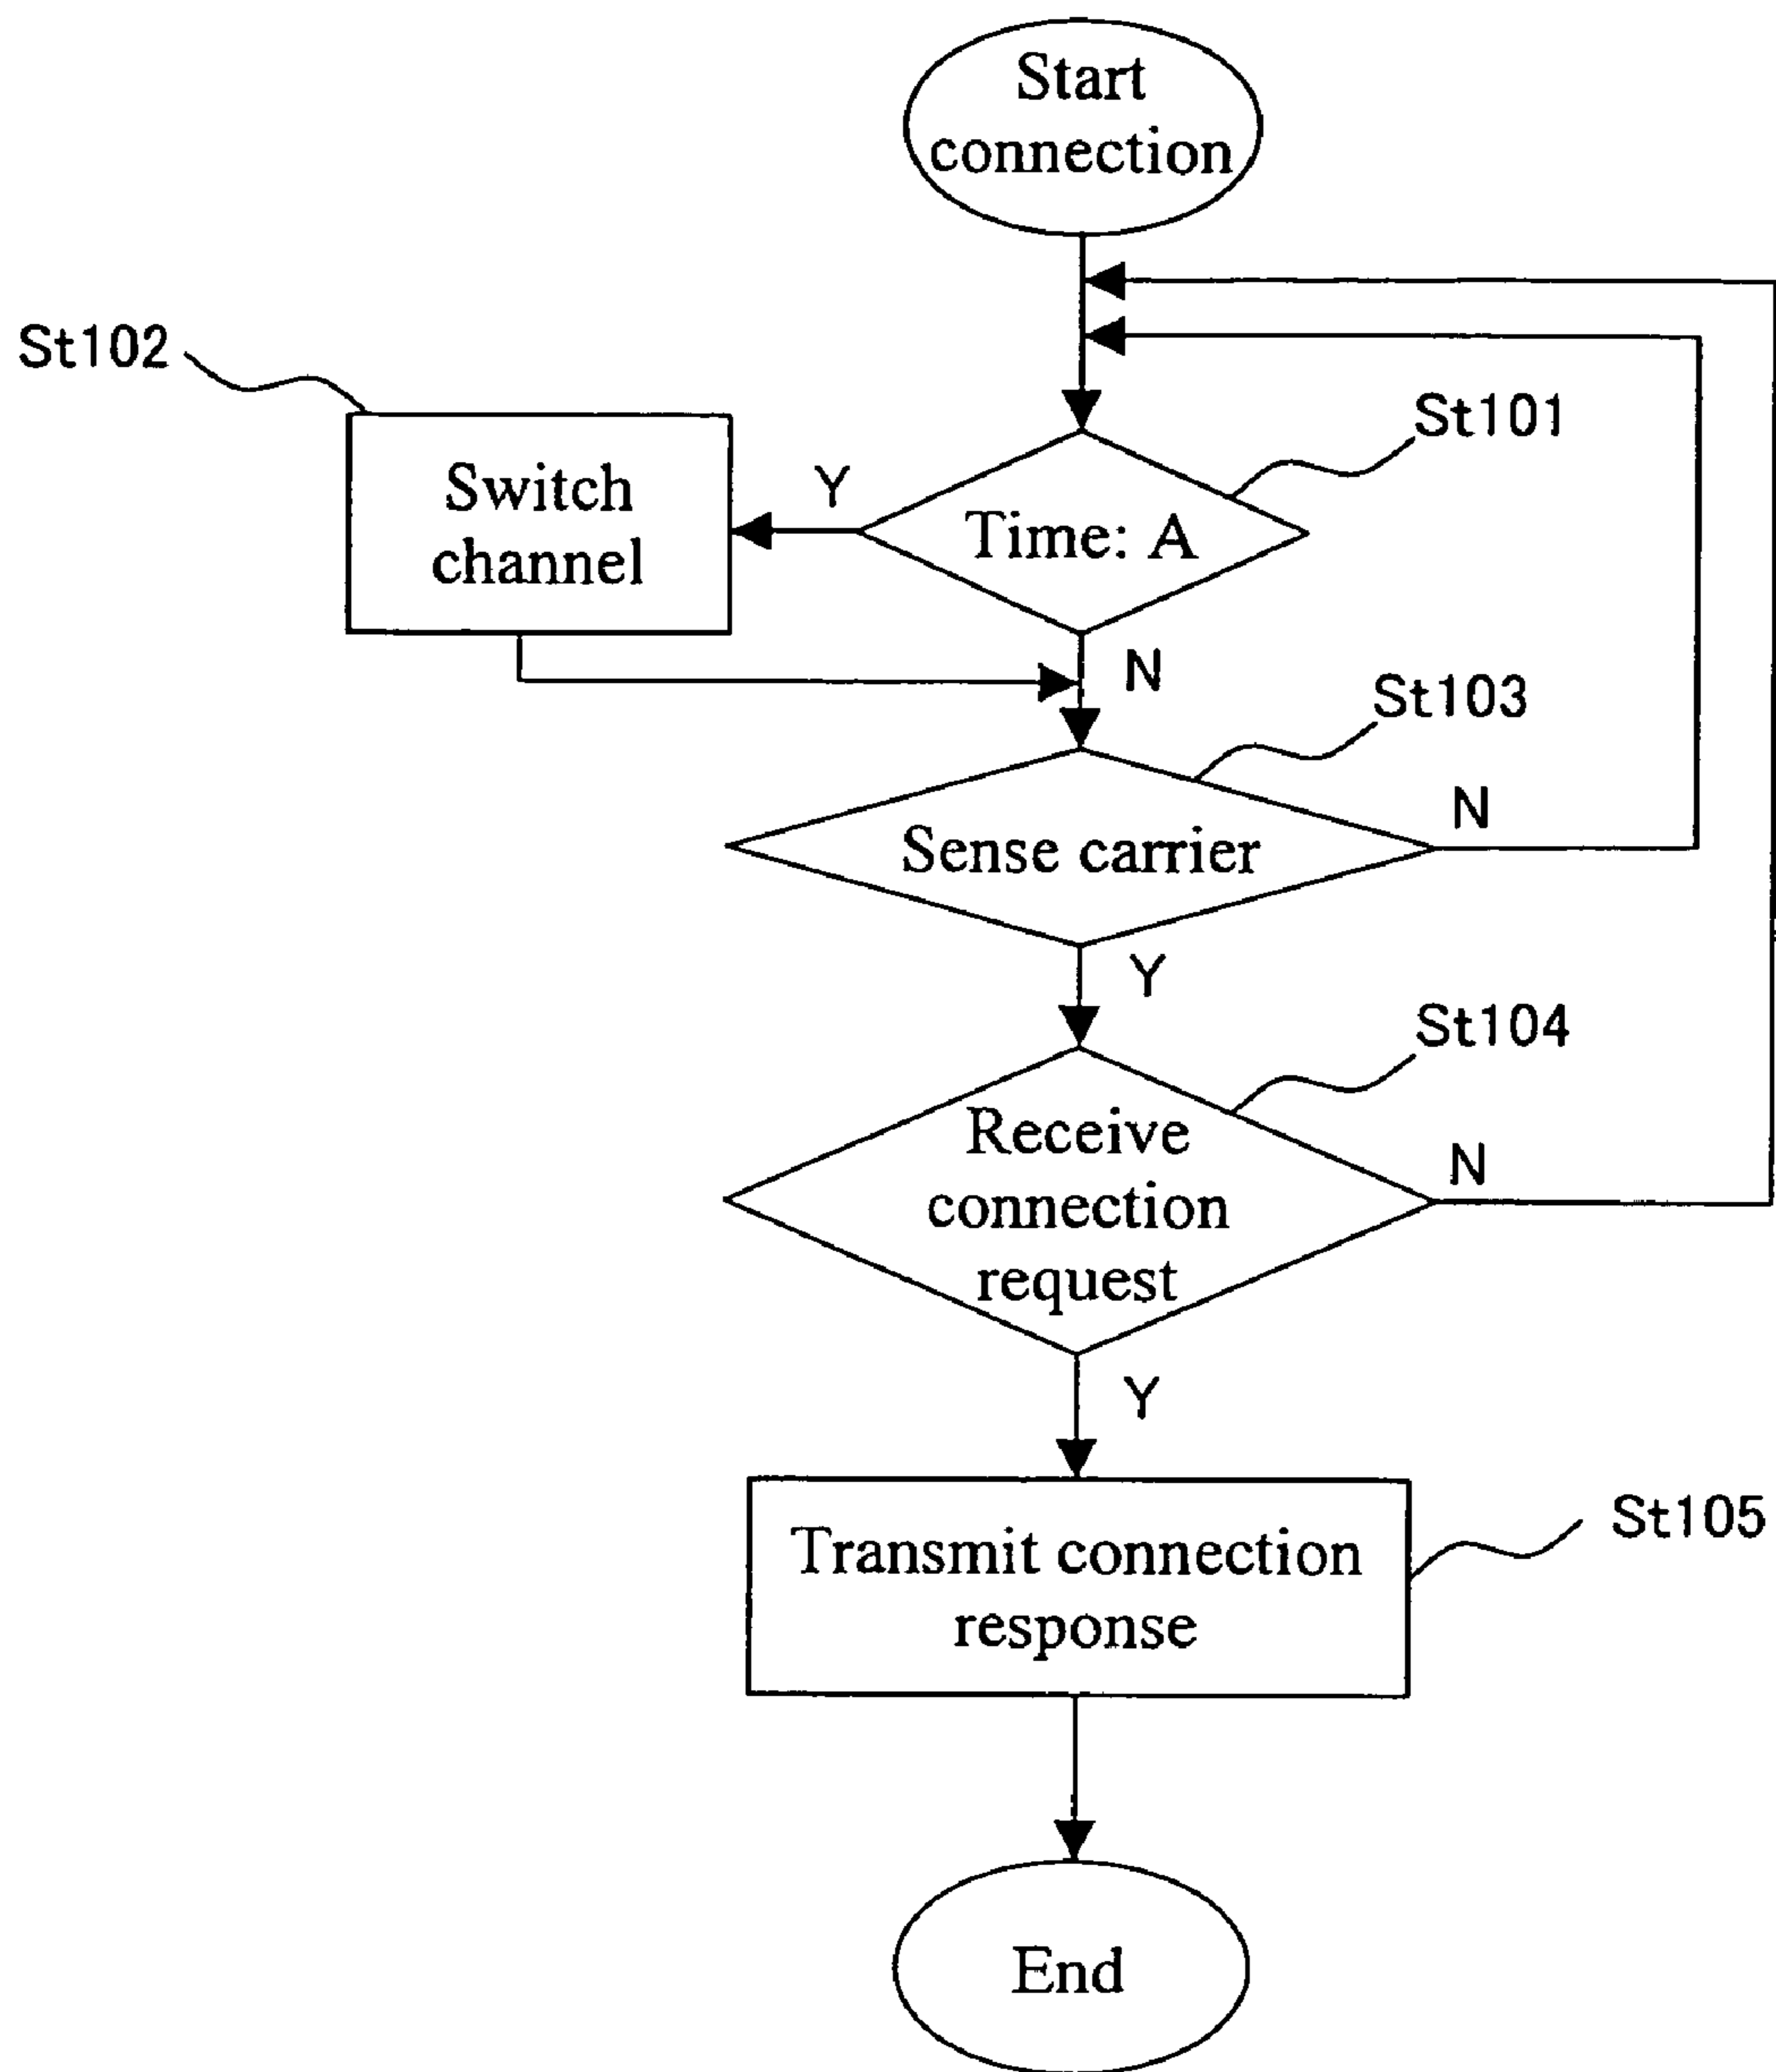 Start
connection
St102
St101
Switch
channel
Y
Time: A
N
St103
Sense carrier
N
Y
St104
Receive
connection
request
N
Y
Transmit connection
response
St105
End